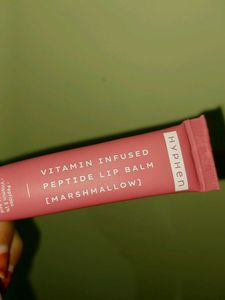 VITAMIN INFUSED
PEPTIDE LIP BALM
[MARSHMALLOW]
HYPHEN